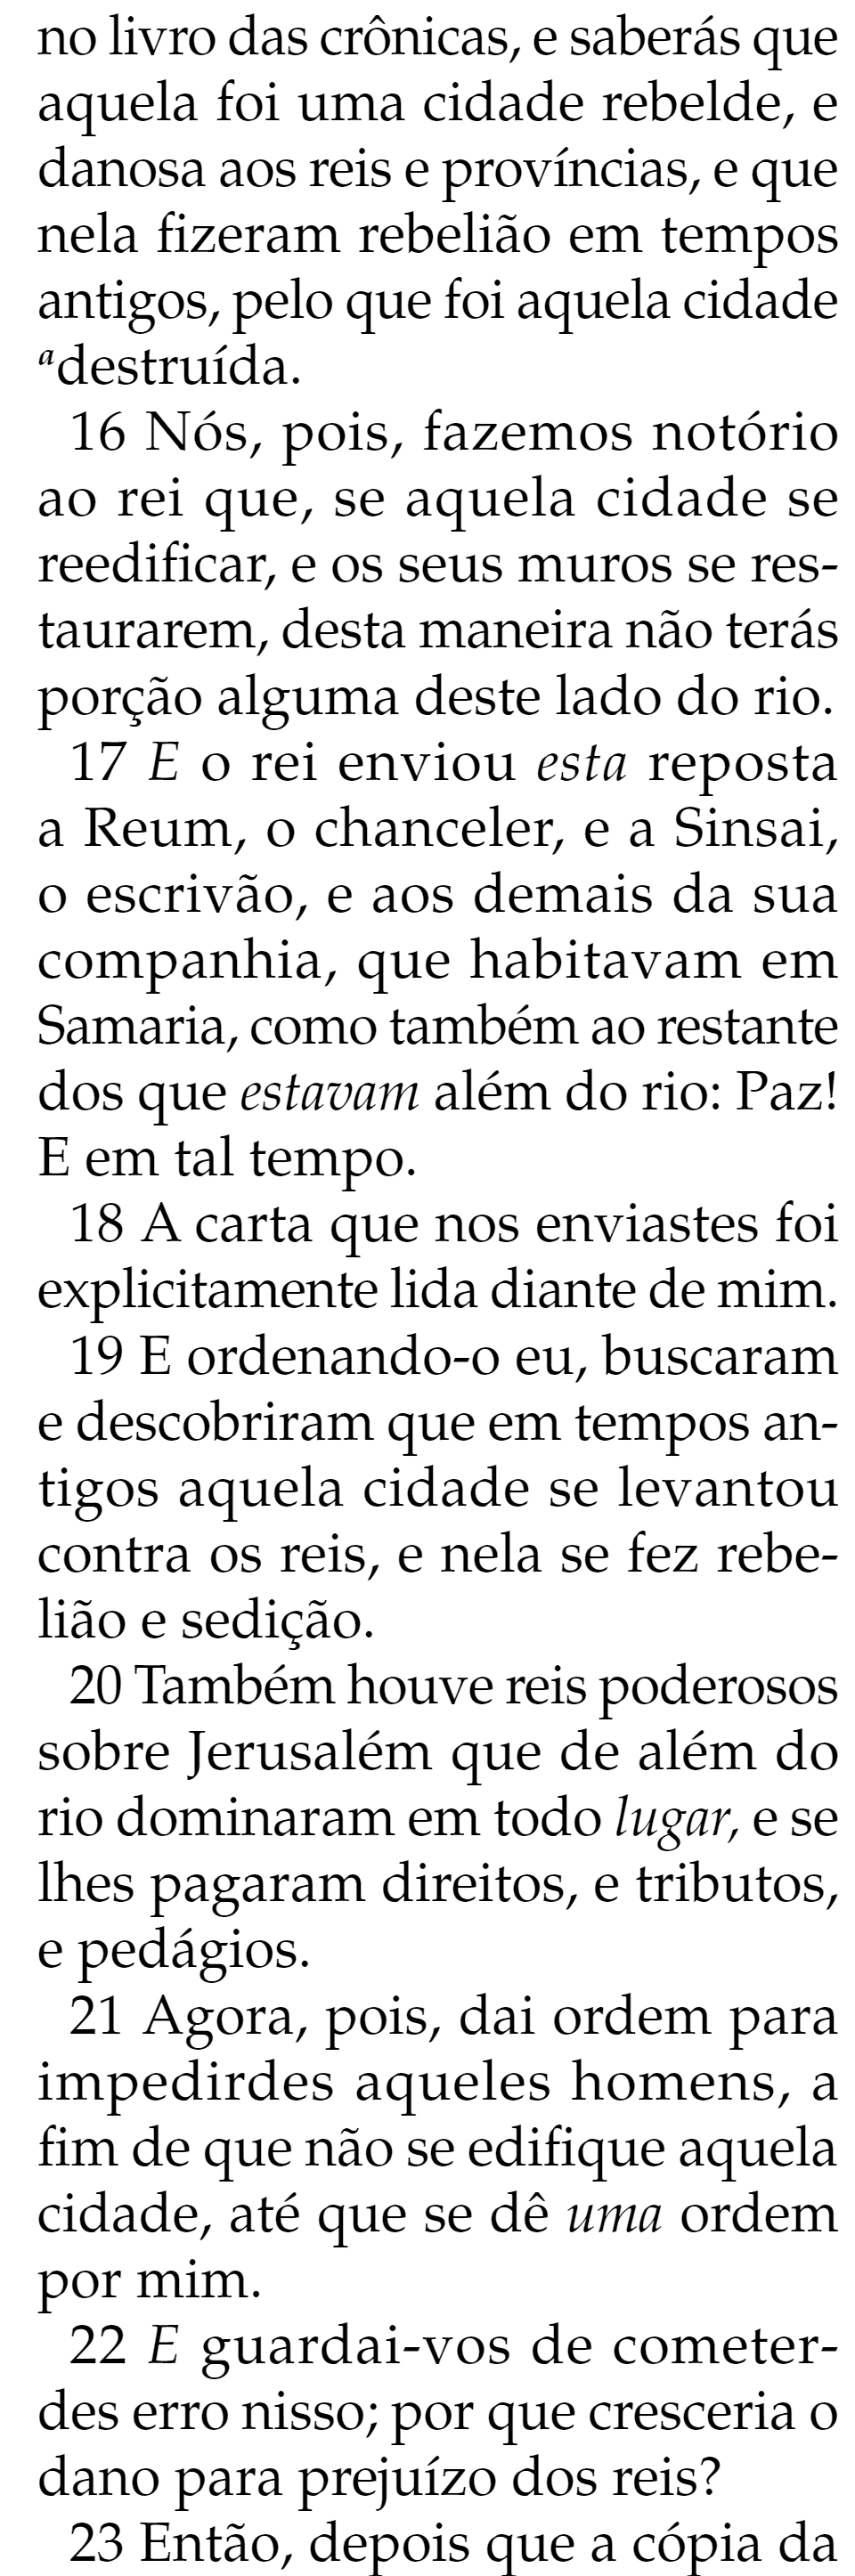 no livro das crônicas, e saberás que
aquela foi uma cidade rebelde, e
danosa aos reis e províncias, e que
nela fizeram rebelião em tempos
antigos, pelo que foi aquela cidade
ᵃdestruída.
16 Nós, pois, fazemos notório
ao rei que, se aquela cidade se
reedificar, e os seus muros se res-
taurarem, desta maneira não terás
porção alguma deste lado do rio.
17 E o rei enviou esta reposta
a Reum, o chanceler, e a Sinsai,
o escrivão, e aos demais da sua
companhia, que habitavam em
Samaria, como também ao restante
dos que estavam além do rio: Paz!
E em tal tempo.
18 A carta que nos enviastes foi
explicitamente lida diante de mim.
19 E ordenando-o eu, buscaram
e descobriram que em tempos an-
tigos aquela cidade se levantou
contra os reis, e nela se fez rebe-
lião e sedição.
20 Também houve reis poderosos
sobre Jerusalém que de além do
rio dominaram em todo lugar, e se
lhes pagaram direitos, e tributos,
e pedágios.
21 Agora, pois, dai ordem para
impedirdes aqueles homens, a
fim de que não se edifique aquela
cidade, até que se dê uma ordem
por mim.
22 E guardai-vos de cometer-
des erro nisso; por que cresceria o
dano para prejuízo dos reis?
23 Então, depois que a cópia da